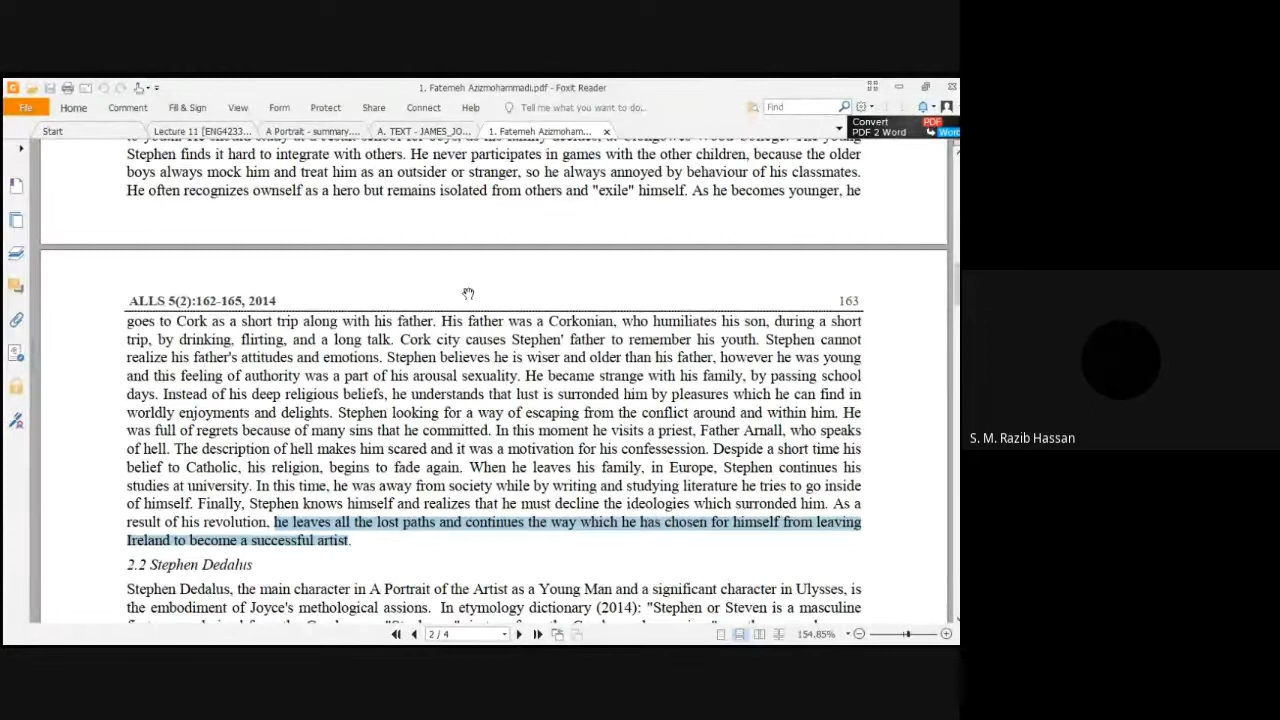 1. Fatemeh Azizmohammadi.pdf - Foxit Reader
File Home Comment Fill & Sign View Form Protect Share Connect Help Tell me what you want to do... Find
Convert PDF
PDF 2 Word Word
Start Lecture 11 [ENG4233... A Portrait - summary.... A. TEXT - JAMES_JO... 1. Fatemeh Azizmoham...
Stephen finds it hard to integrate with others. He never participates in games with the other children, because the older
boys always mock him and treat him as an outsider or stranger, so he always annoyed by behaviour of his classmates.
He often recognizes ownself as a hero but remains isolated from others and "exile" himself. As he becomes younger, he
ALLS 5(2):162-165, 2014 163
goes to Cork as a short trip along with his father. His father was a Corkonian, who humiliates his son, during a short
trip, by drinking, flirting, and a long talk. Cork city causes Stephen' father to remember his youth. Stephen cannot
realize his father's attitudes and emotions. Stephen believes he is wiser and older than his father, however he was young
and this feeling of authority was a part of his arousal sexuality. He became strange with his family, by passing school
days. Instead of his deep religious beliefs, he understands that lust is surronded him by pleasures which he can find in
worldly enjoyments and delights. Stephen looking for a way of escaping from the conflict around and within him. He
was full of regrets because of many sins that he committed. In this moment he visits a priest, Father Arnall, who speaks
of hell. The description of hell makes him scared and it was a motivation for his confessession. Despida a short time his
belief to Catholic, his religion, begins to fade again. When he leaves his family, in Europe, Stephen continues his
studies at university. In this time, he was away from society while by writing and studying literature he tries to go inside
of himself. Finally, Stephen knows himself and realizes that he must decline the ideologies which surronded him. As a
result of his revolution, he leaves all the lost paths and continues the way which he has chosen for himself from leaving
Ireland to become a successful artist.
2.2 Stephen Dedalus
Stephen Dedalus, the main character in A Portrait of the Artist as a Young Man and a significant character in Ulysses, is
the embodiment of Joyce's methological assions. In etymology dictionary (2014): "Stephen or Steven is a masculine
2 / 4 154.85%
S. M. Razib Hassan